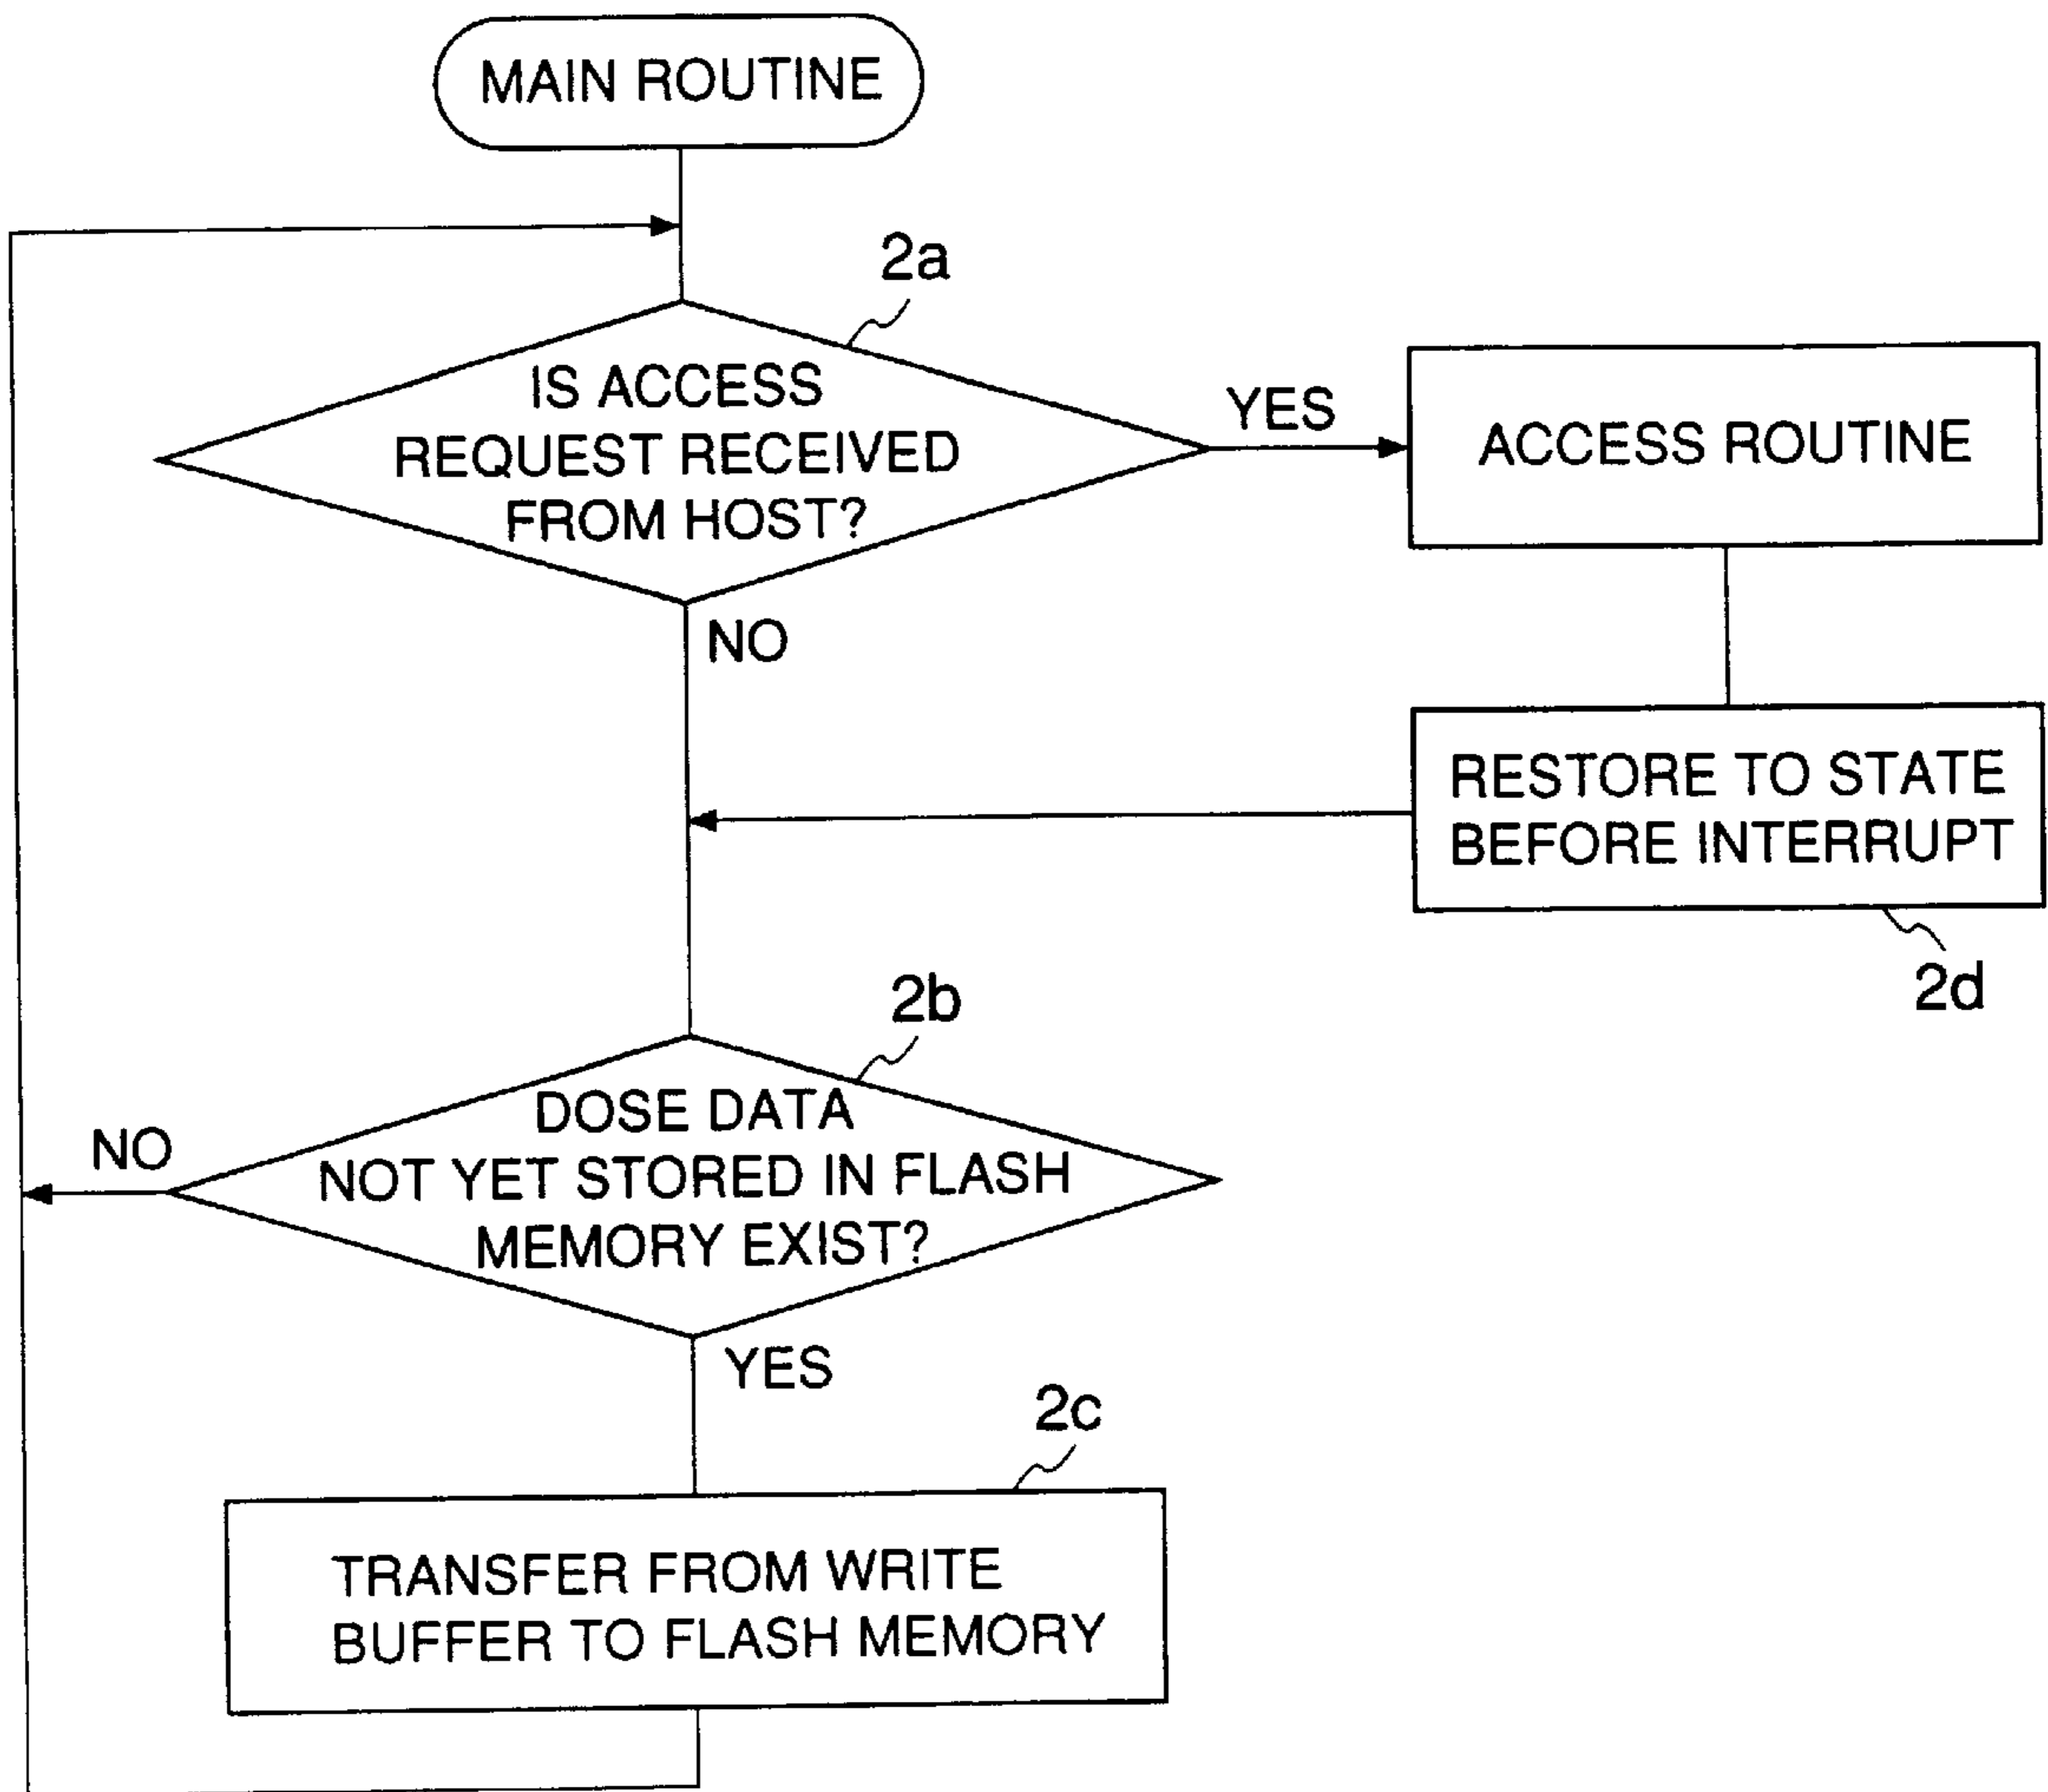 MAIN ROUTINE
2a
IS ACCESS
REQUEST RECEIVED
FROM HOST?
YES
ACCESS ROUTINE
NO
RESTORE TO STATE
BEFORE INTERRUPT
2d
2b
DOSE DATA
NOT YET STORED IN FLASH
MEMORY EXIST?
NO
YES
2c
TRANSFER FROM WRITE
BUFFER TO FLASH MEMORY